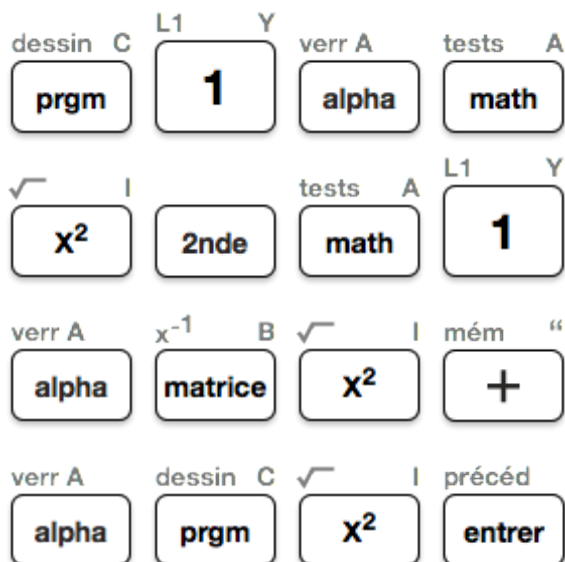 dessin C L1 Y verr A tests A
prgm 1 alpha math
√ I tests A L1 Y
x² 2nde math 1
verr A x⁻¹ B √ I mém “
alpha matrice x² +
verr A dessin C √ I précéd
alpha prgm x² entrer